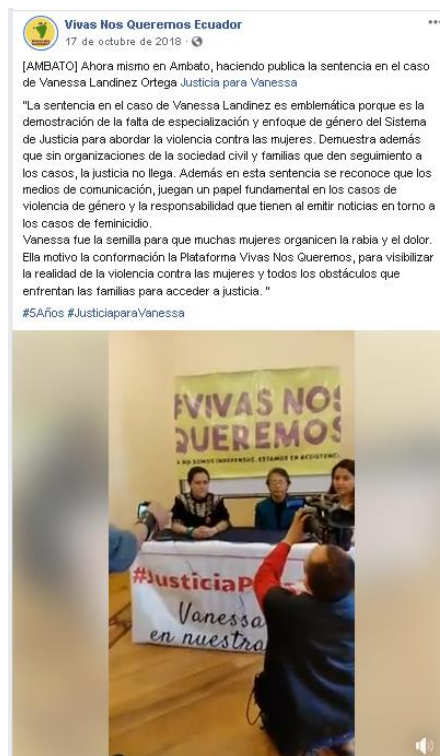 Vivas Nos Queremos Ecuador
17 de octubre de 2018 ·
[AMBATO] Ahora mismo en Ambato, haciendo publica la sentencia en el caso
de Vanessa Landinez Ortega Justicia para Vanessa
"La sentencia en el caso de Vanessa Landinez es emblemática porque es la
demostración de la falta de especialización y enfoque de género del Sistema
de Justicia para abordar la violencia contra las mujeres. Demuestra además
que sin organizaciones de la sociedad civil y familias que den seguimiento a
los casos, la justicia no llega. Además en esta sentencia se reconoce que los
medios de comunicación, juegan un papel fundamental en los casos de
violencia de género y la responsabilidad que tienen al emitir noticias en torno a
los casos de feminicidio.
Vanessa fue la semilla para que muchas mujeres organicen la rabia y el dolor.
Ella motivo la conformación la Plataforma Vivas Nos Queremos, para visibilizar
la realidad de la violencia contra las mujeres y todos los obstáculos que
enfrentan las familias para acceder a justicia. "
#5Años #JusticiaparaVanessa
#VIVAS NOS
QUEREMOS
NO SOMOS INDEFENSAS, ESTAMOS EN RESISTENCI
#JusticiaP
Vanessa
en nuestra